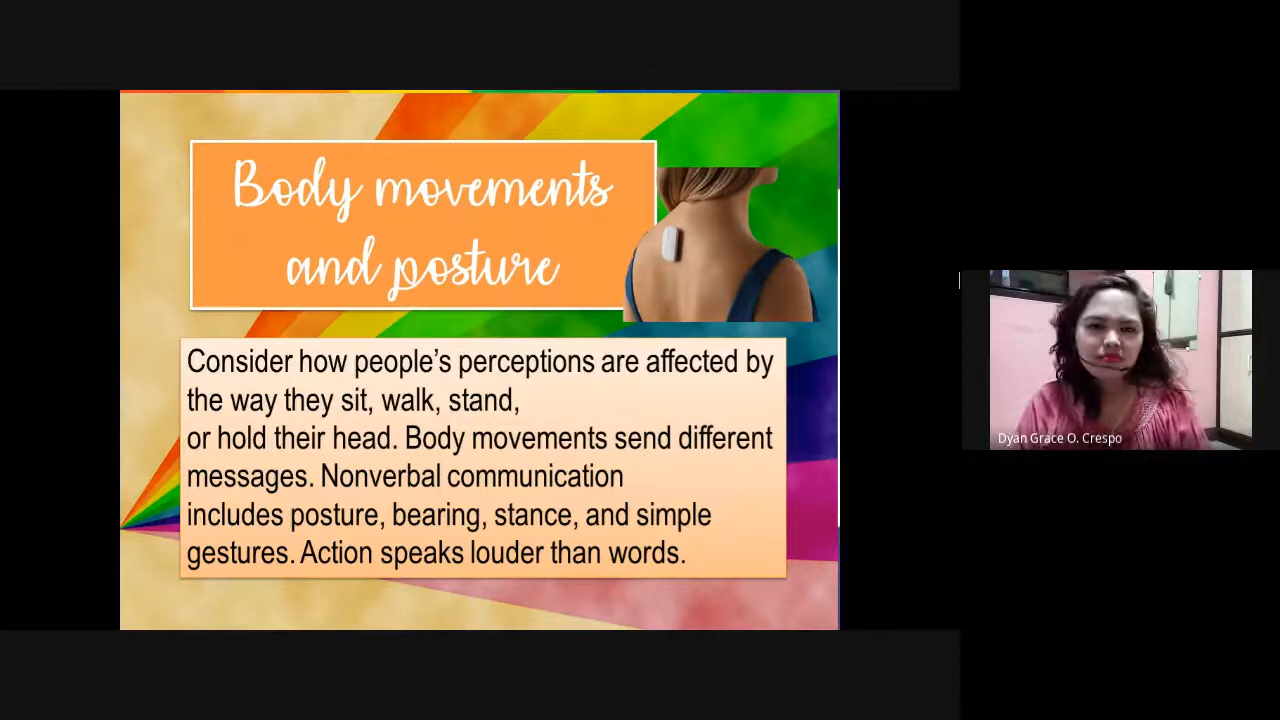 Body movements
and posture
Consider how people’s perceptions are affected by
the way they sit, walk, stand,
or hold their head. Body movements send different
messages. Nonverbal communication
includes posture, bearing, stance, and simple
gestures. Action speaks louder than words.
Dyan Grace O. Crespo